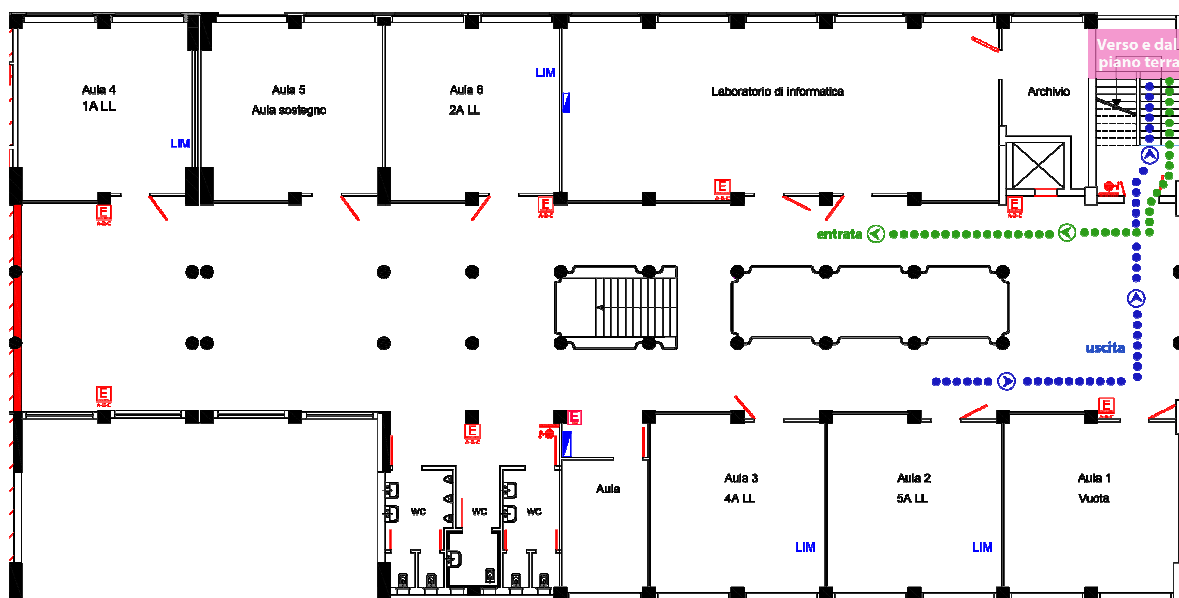 Verso e dal
piano terra
Aula 4
1A LL
LIM
Aula 5
Aula sostegno
Aula 6
2A LL
LIM
Laboratorio di informatica
Archivio
E
E
E
E
entrata
uscita
E
E
E
E
WC
WC
WC
Aula
Aula 3
4A LL
LIM
Aula 2
5A LL
LIM
Aula 1
Vuota